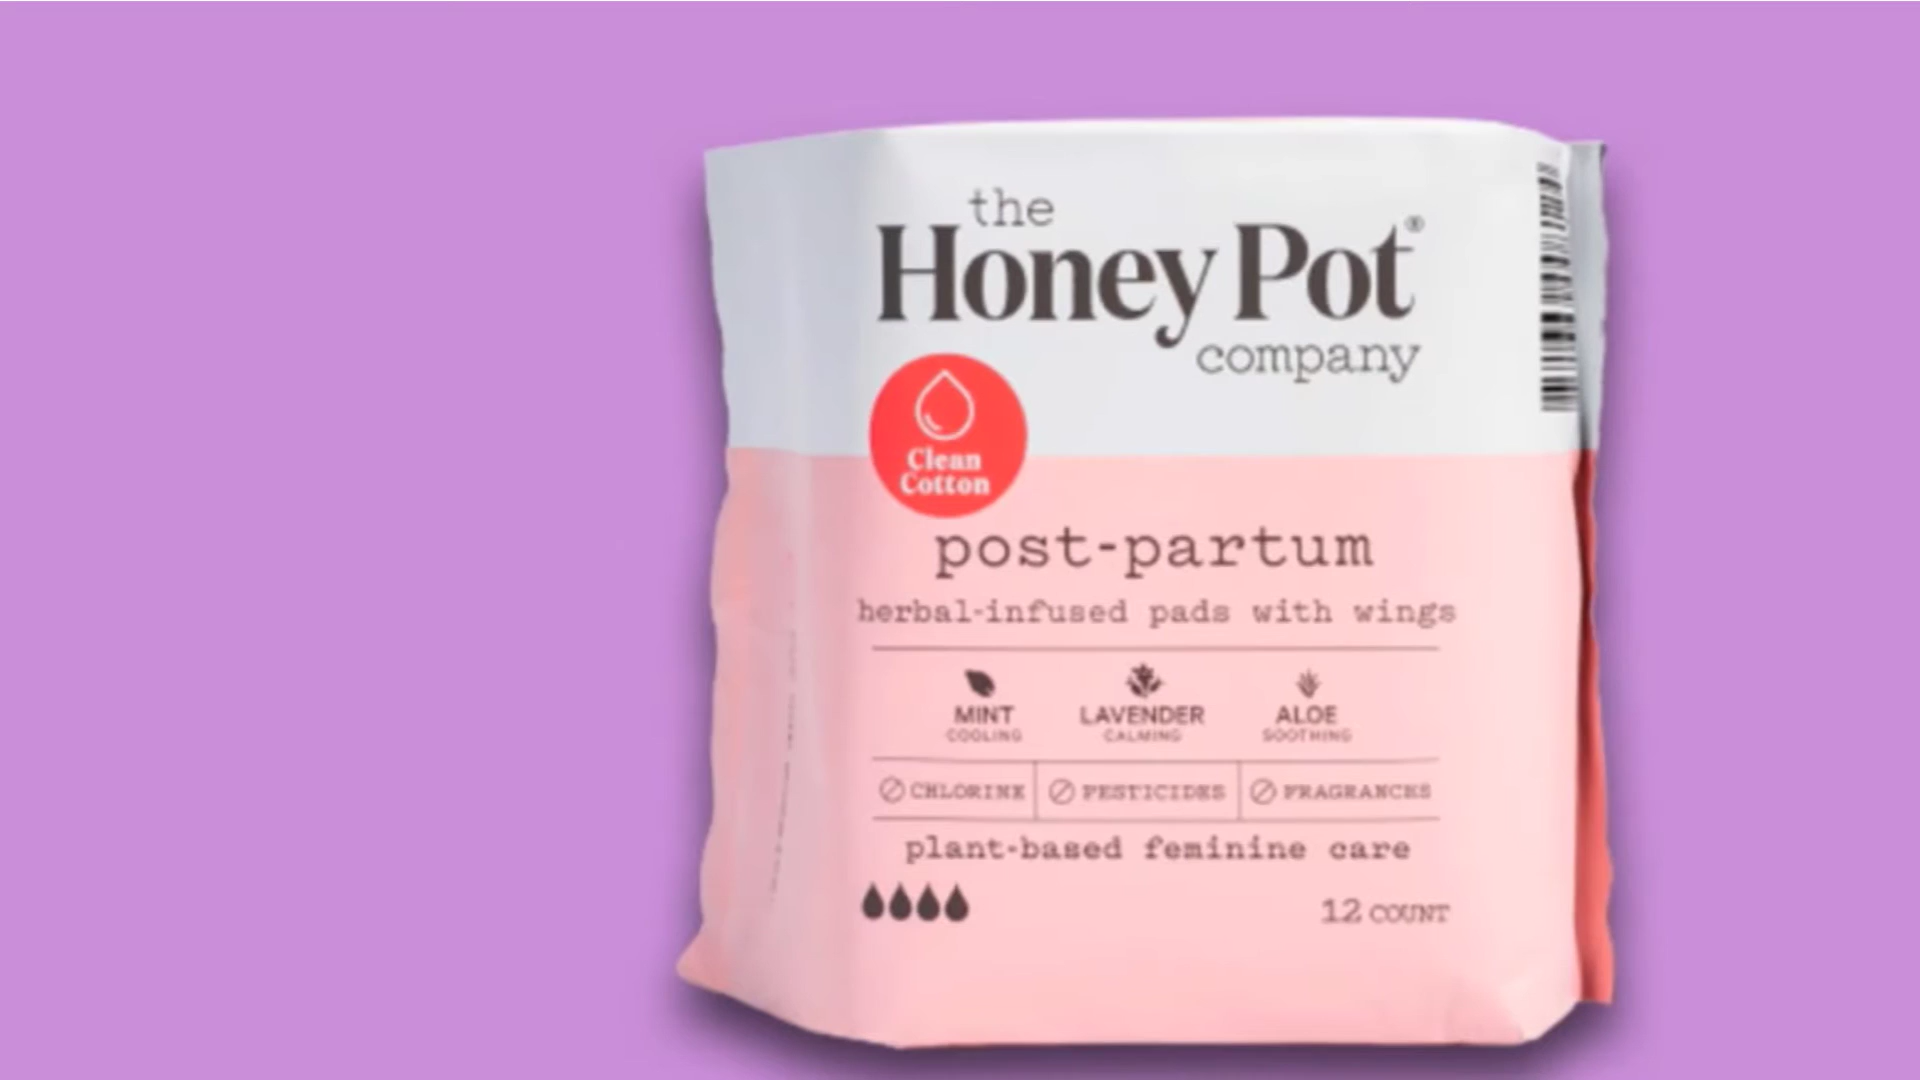 the
Honey Pot®
company
Clean
Cotton
post-partum
herbal-infused pads with wings
MINT LAVENDER ALOE
COOLING CALMING SOOTHING
CHLORINE PESTICIDES FRAGRANCES
plant-based feminine care
12 COUNT